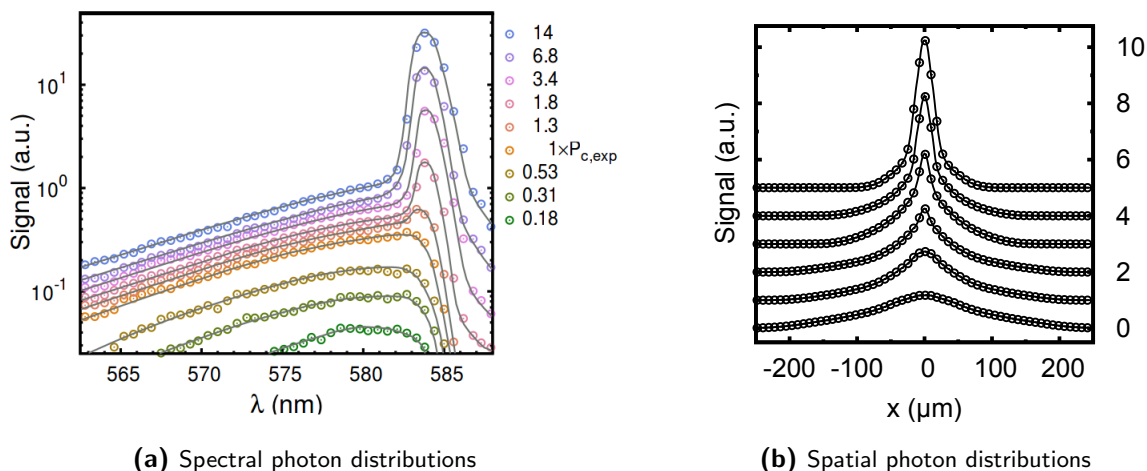 Signal (a.u.)
10¹
10⁰
10⁻¹
565 570 575 580 585
λ (nm)
14
6.8
3.4
1.8
1.3
1×P_c,exp
0.53
0.31
0.18
(a) Spectral photon distributions
Signal (a.u.)
10
8
6
4
2
0
-200 -100 0 100 200
x (µm)
(b) Spatial photon distributions